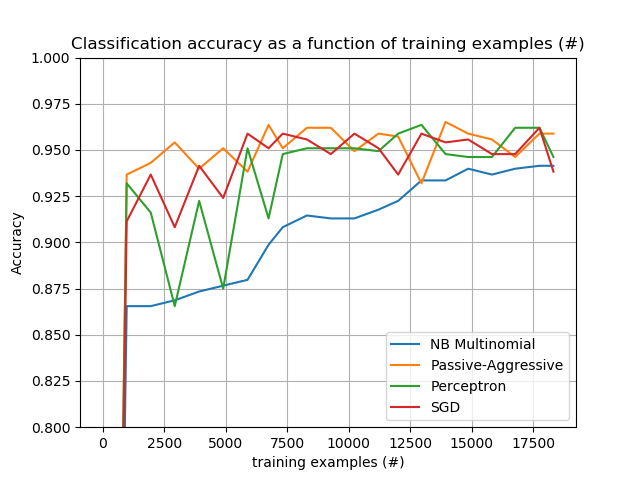 Classification accuracy as a function of training examples (#)
1.000
0.975
0.950
0.925
0.900
0.875
0.850
0.825
0.800
Accuracy
NB Multinomial
Passive-Aggressive
Perceptron
SGD
0 2500 5000 7500 10000 12500 15000 17500
training examples (#)